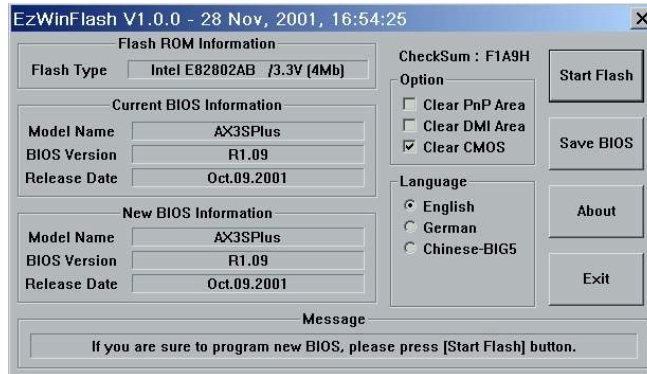 EzWinFlash V1.0.0 - 28 Nov, 2001, 16:54:25
Flash ROM Information
Flash Type Intel E82802AB /3.3V (4Mb)
Current BIOS Information
Model Name AX3SPlus
BIOS Version R1.09
Release Date Oct.09.2001
New BIOS Information
Model Name AX3SPlus
BIOS Version R1.09
Release Date Oct.09.2001
CheckSum : F1A9H
Option
Clear PnP Area
Clear DMI Area
Clear CMOS
Language
English
German
Chinese-BIG5
Start Flash
Save BIOS
About
Exit
Message
If you are sure to program new BIOS, please press [Start Flash] button.